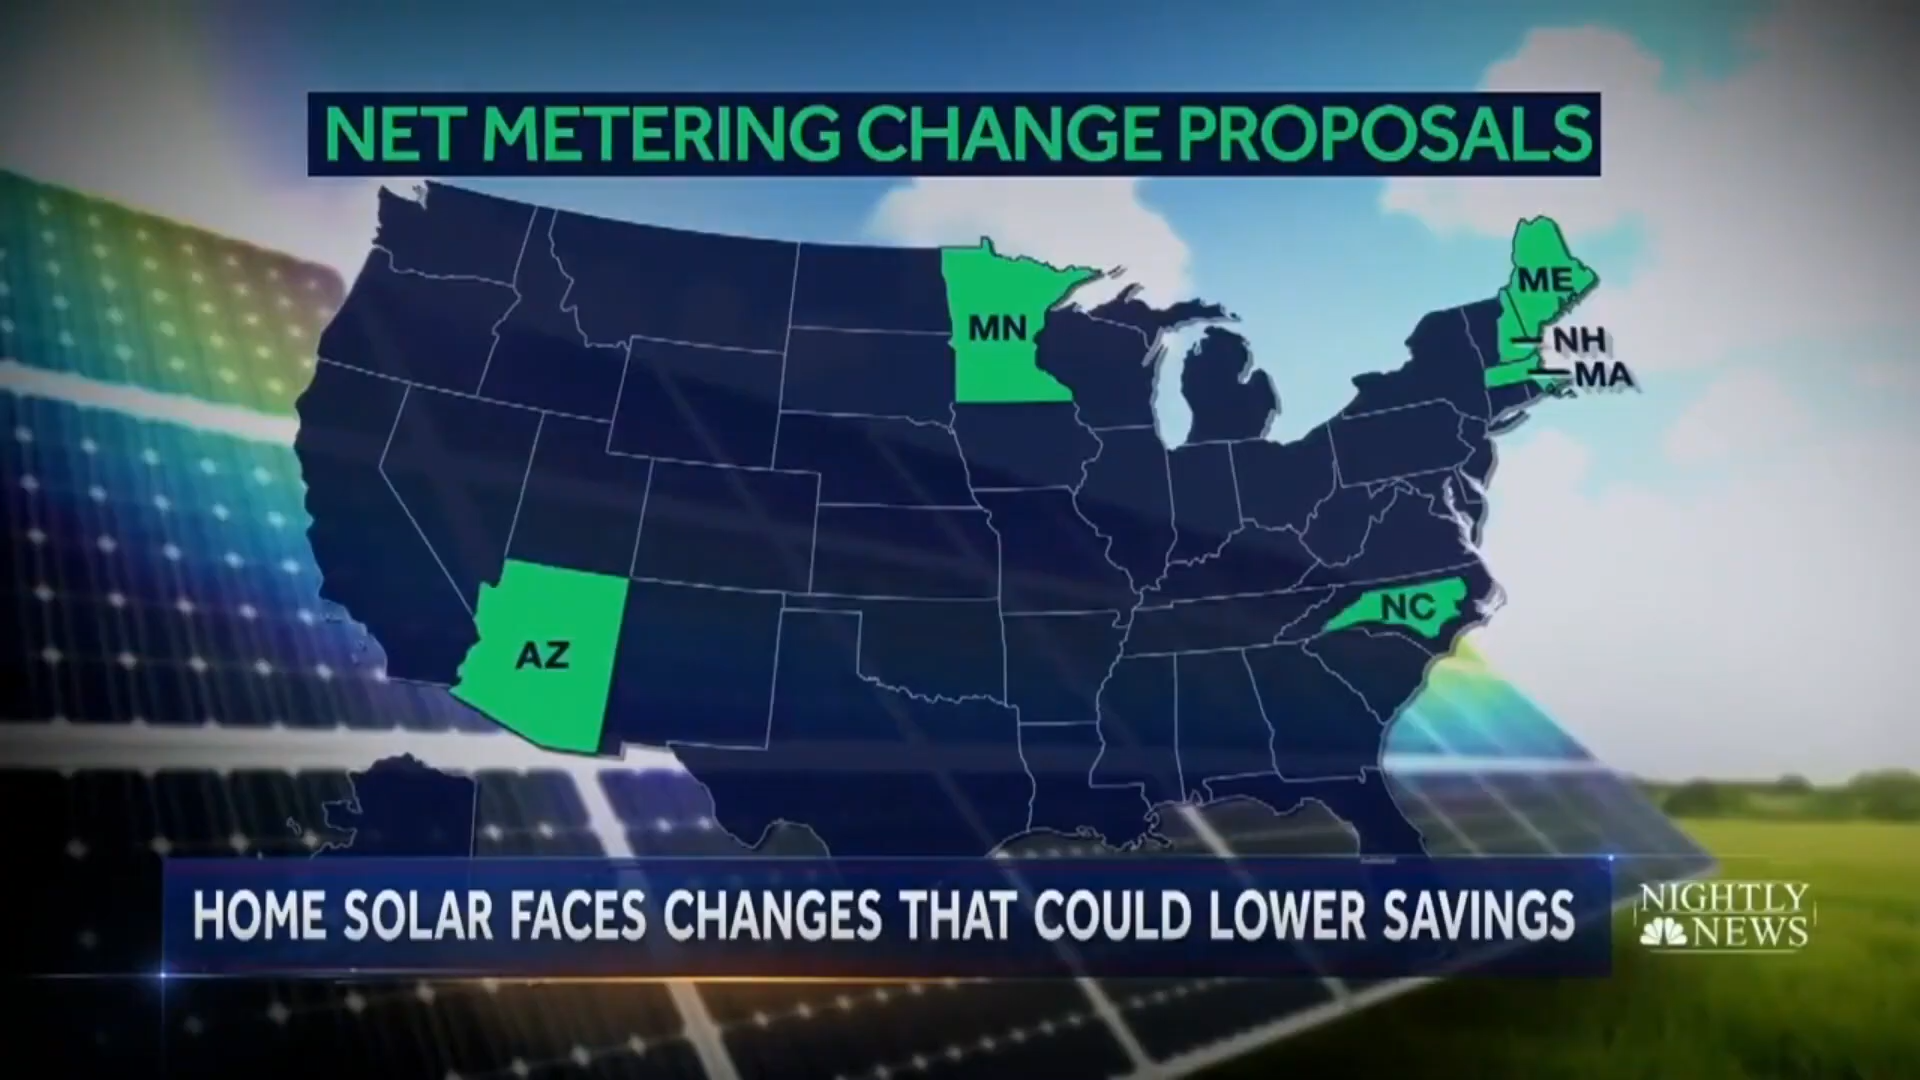 NET METERING CHANGE PROPOSALS
ME
MN
NH
MA
NC
AZ
HOME SOLAR FACES CHANGES THAT COULD LOWER SAVINGS
NIGHTLY
NEWS